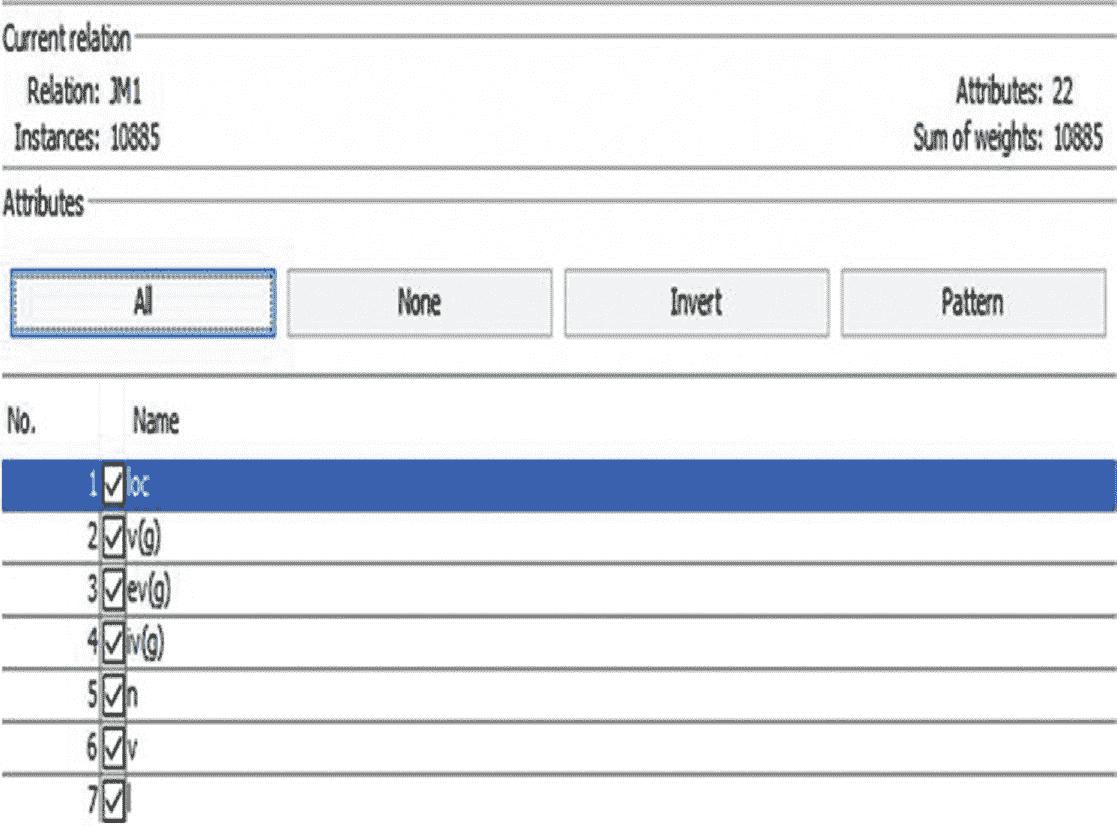 Current relation
Relation: JM1
Attributes: 22
Instances: 10885
Sum of weights: 10885
Attributes
All
None
Invert
Pattern
No.
Name
1 loc
2 v(g)
3 ev(g)
4 iv(g)
5 n
6 v
7 l